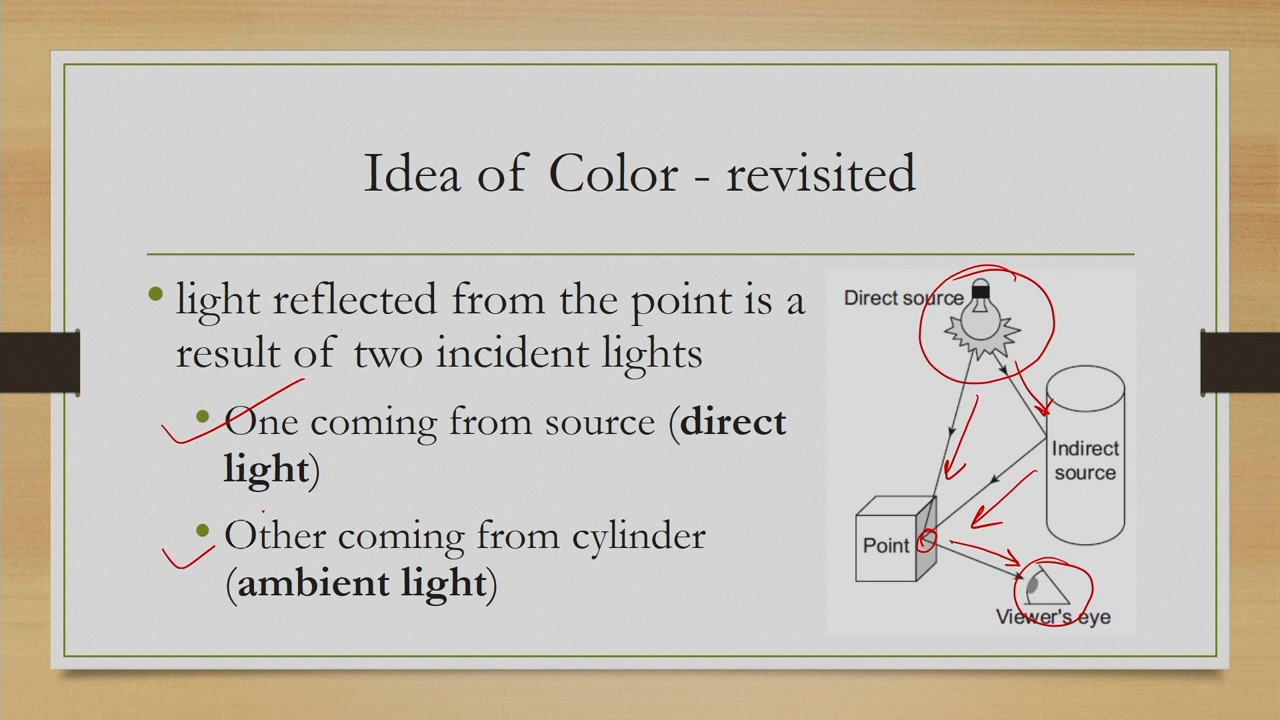 Idea of Color - revisited
• light reflected from the point is a
result of two incident lights
• One coming from source (direct
light)
• Other coming from cylinder
(ambient light)
Direct source
Indirect
source
Point
Viewer's eye